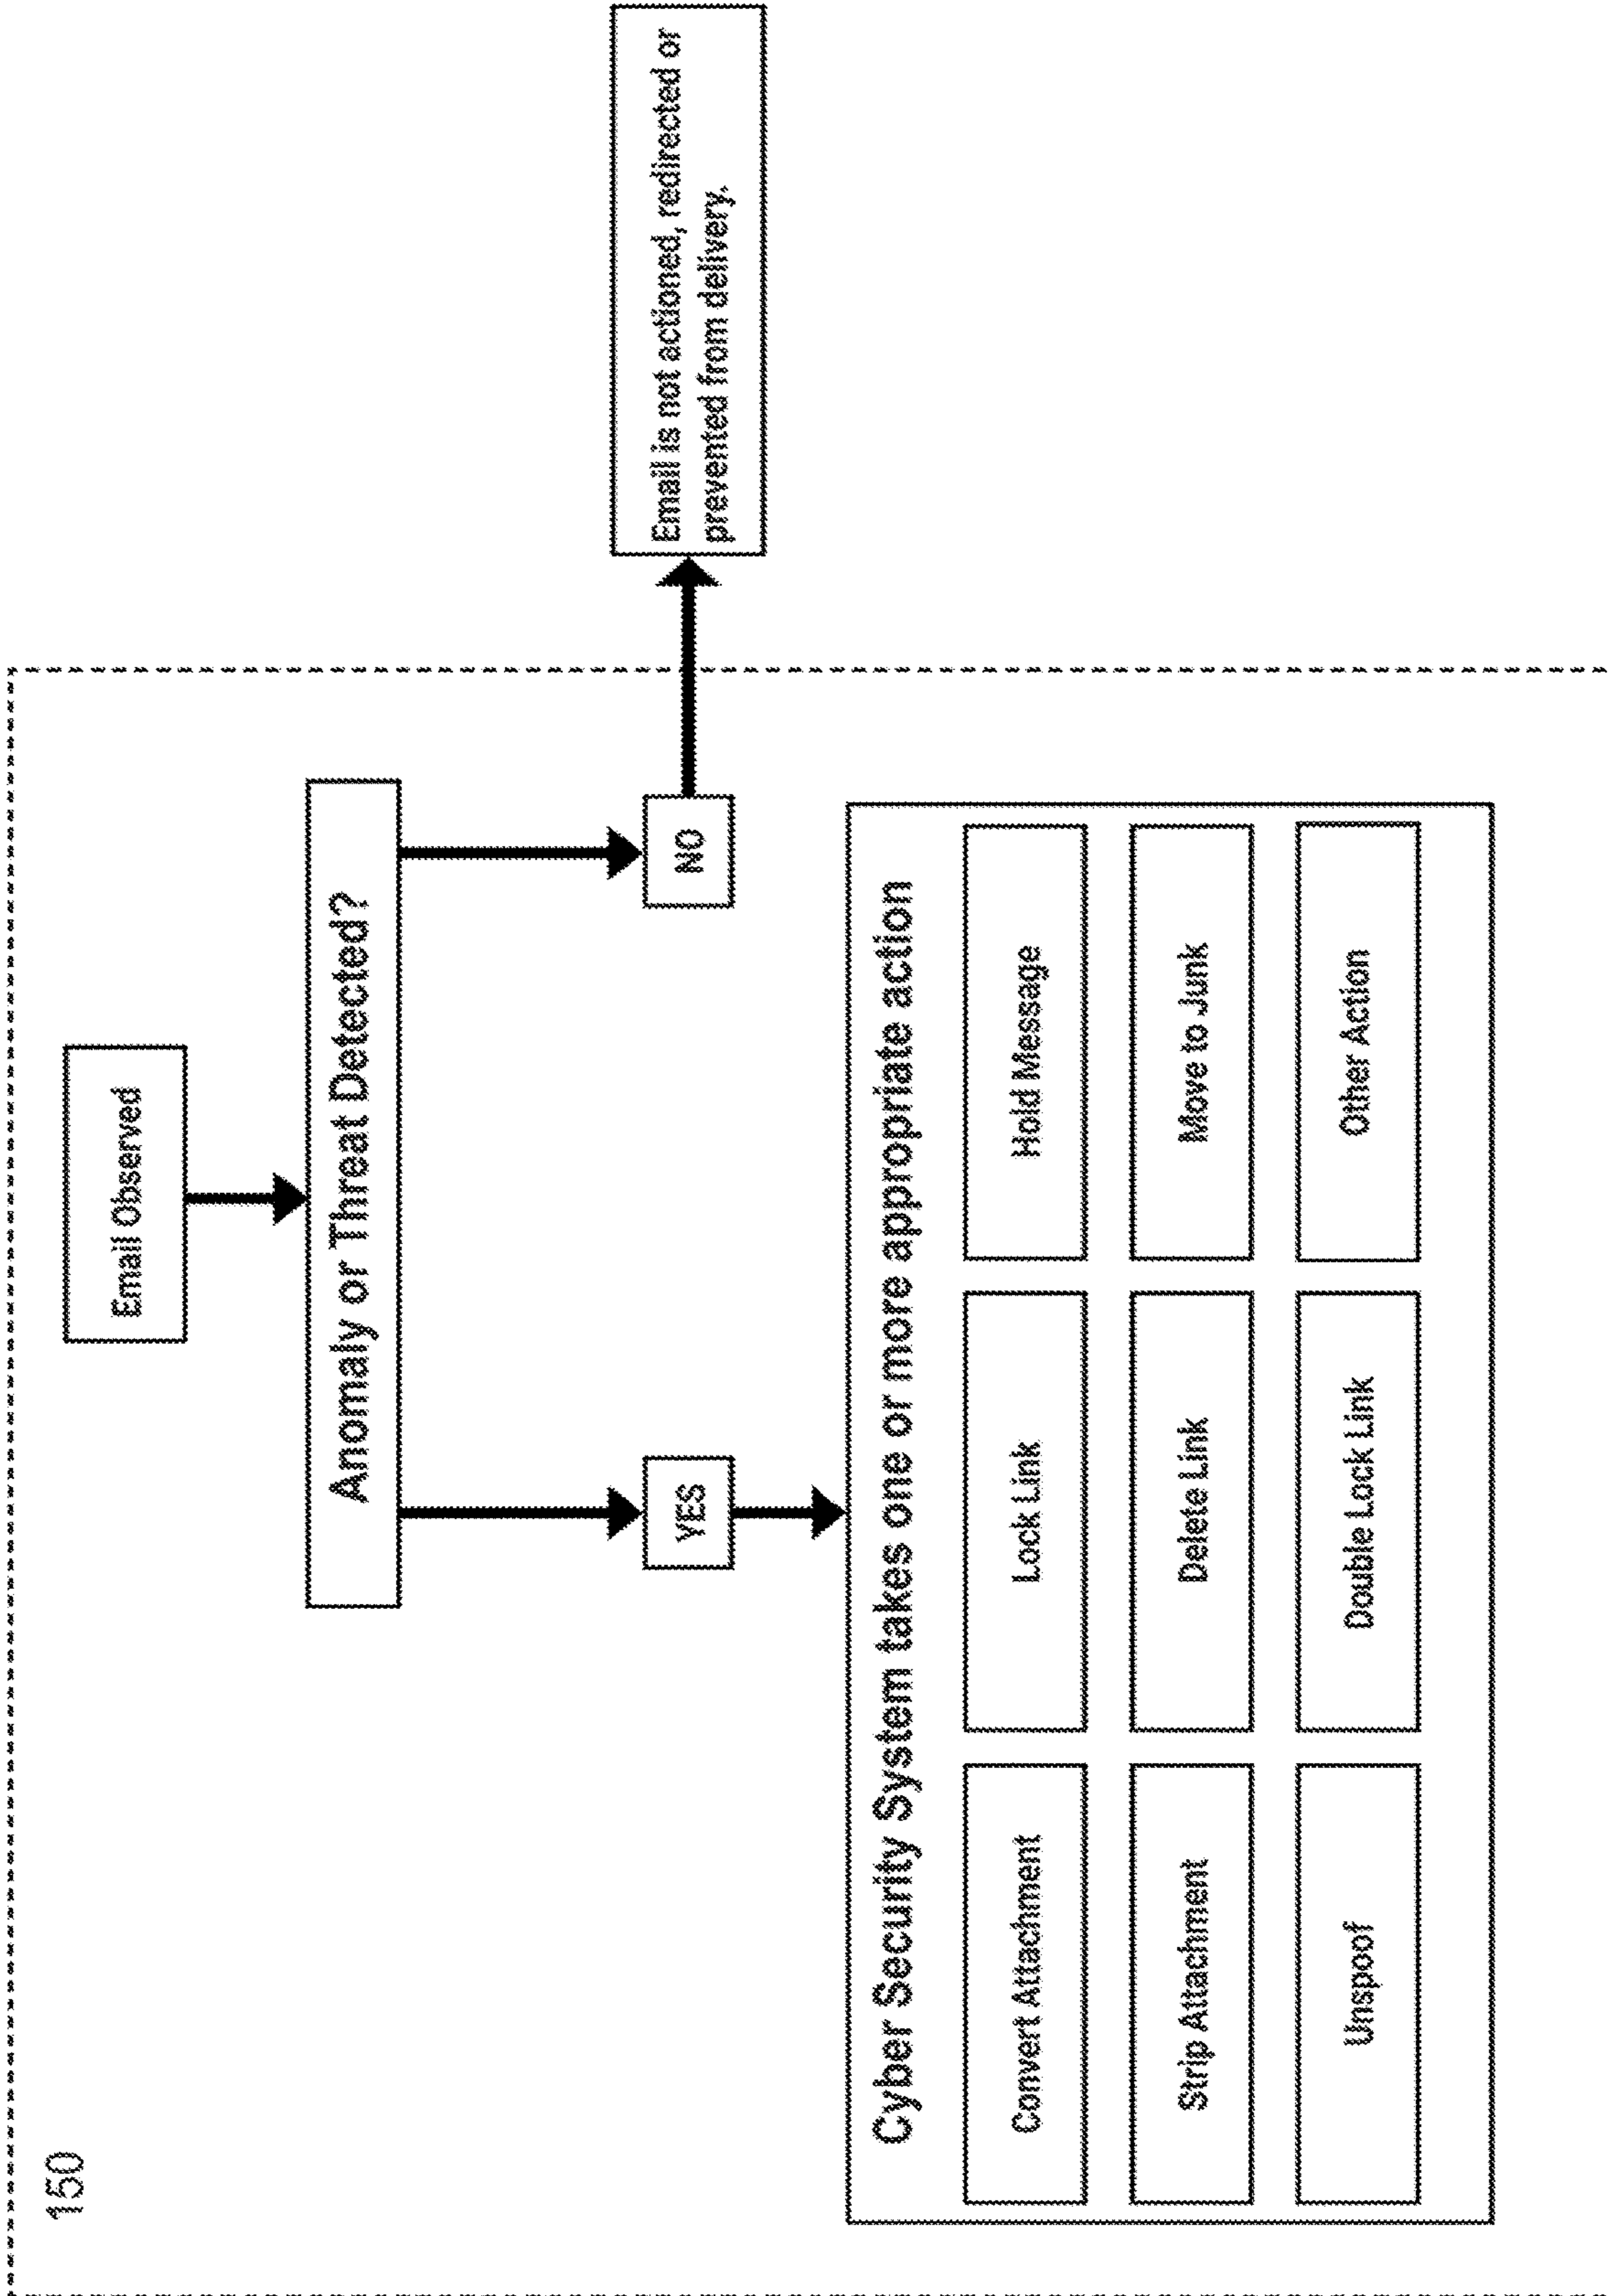 150
Email Observed
Anomaly or Threat Detected?
YES
NO
Email is not actioned, redirected or
prevented from delivery.
Cyber Security System takes one or more appropriate action
Convert Attachment
Lock Link
Hold Message
Strip Attachment
Delete Link
Move to Junk
Unspoof
Double Lock Link
Other Action